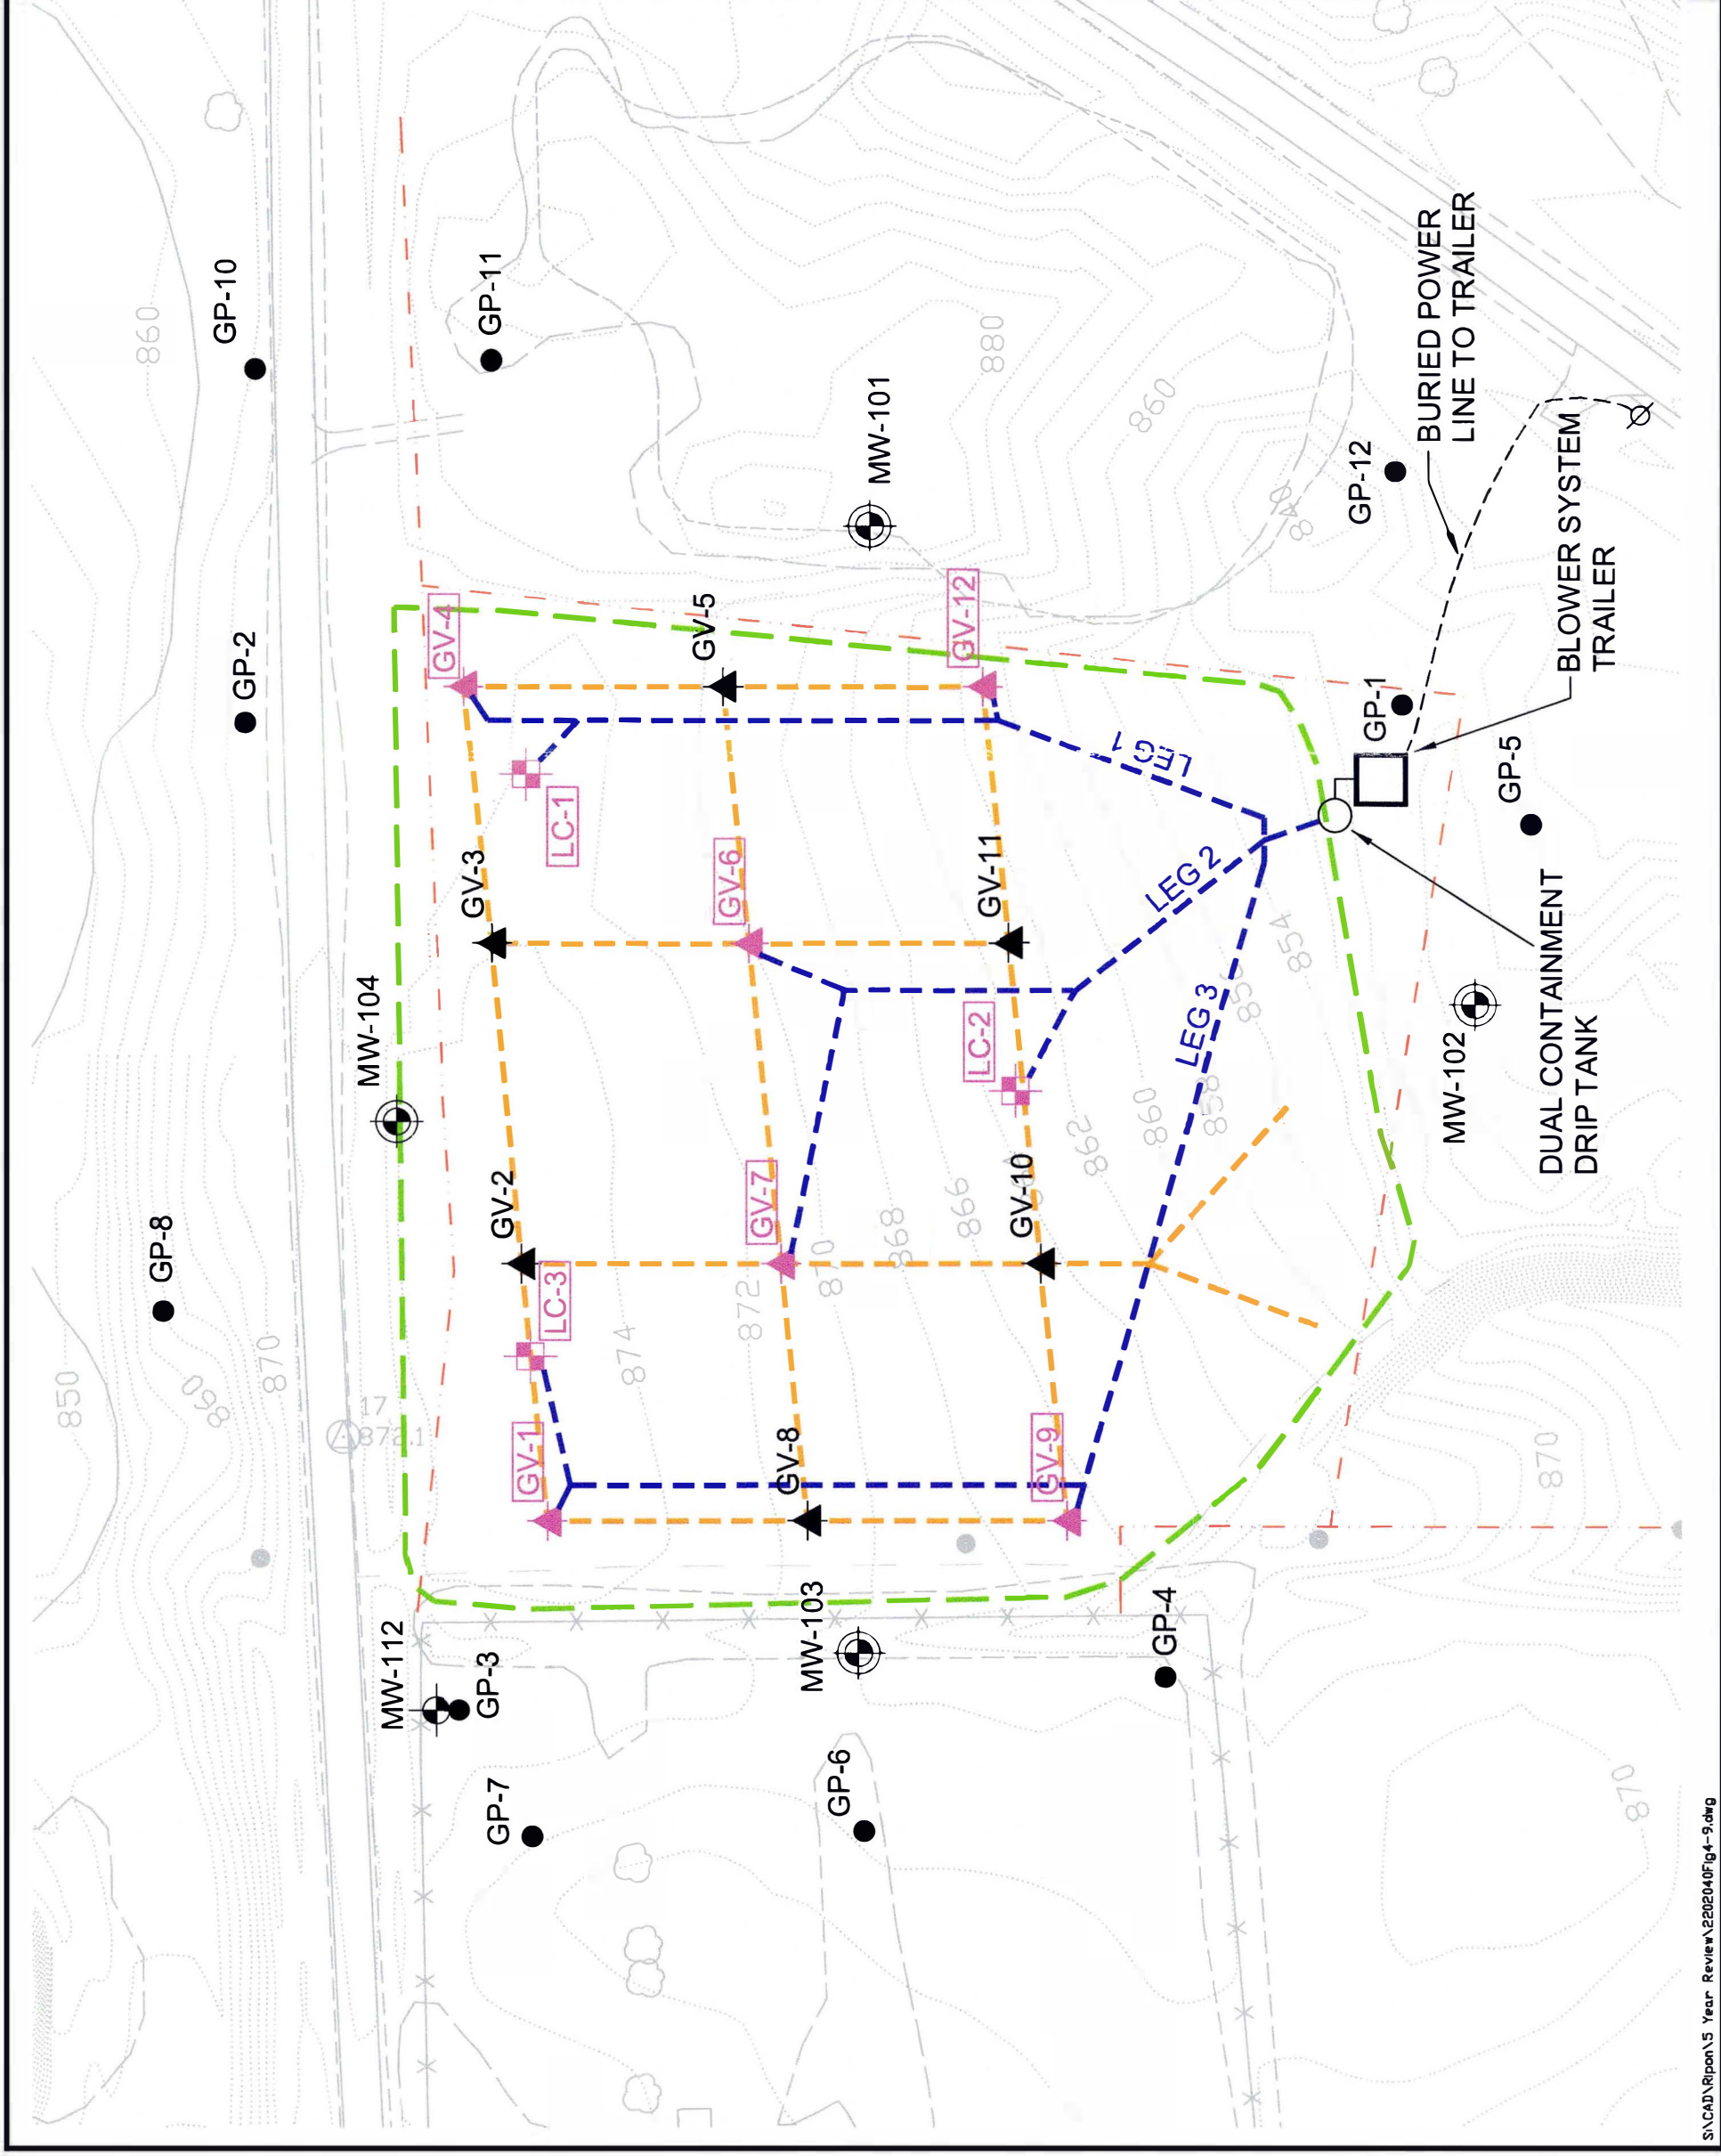 GP-10
GP-11
GP-2
GP-8
MW-101
MW-104
GP-12
BURIED POWER
LINE TO TRAILER
BLOWER SYSTEM
TRAILER
GP-1
GP-5
DUAL CONTAINMENT
DRIP TANK
MW-102
GV-4
GV-5
GV-12
LC-1
GV-3
GV-6
GV-11
LC-2
LEG 1
LEG 2
LEG 3
GV-2
GV-7
GV-10
LC-3
GV-1
GV-8
GV-9
MW-112
GP-3
MW-103
GP-4
GP-7
GP-6
860
880
860
840
854
858
860
862
866
868
870
872
874
850
860
870
17
870
870
S:\CAD\Ripon\5 Year Review\2202040Fig4-9.dwg